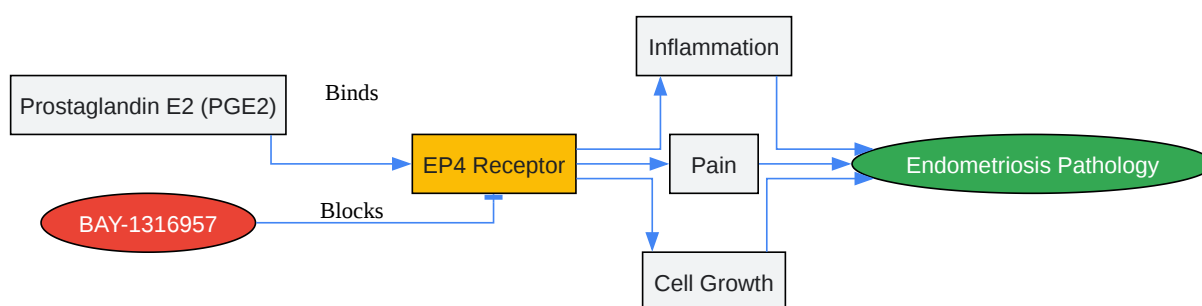 Inflammation
Prostaglandin E2 (PGE2)
Binds
EP4 Receptor
Pain
Endometriosis Pathology
BAY-1316957
Blocks
Cell Growth